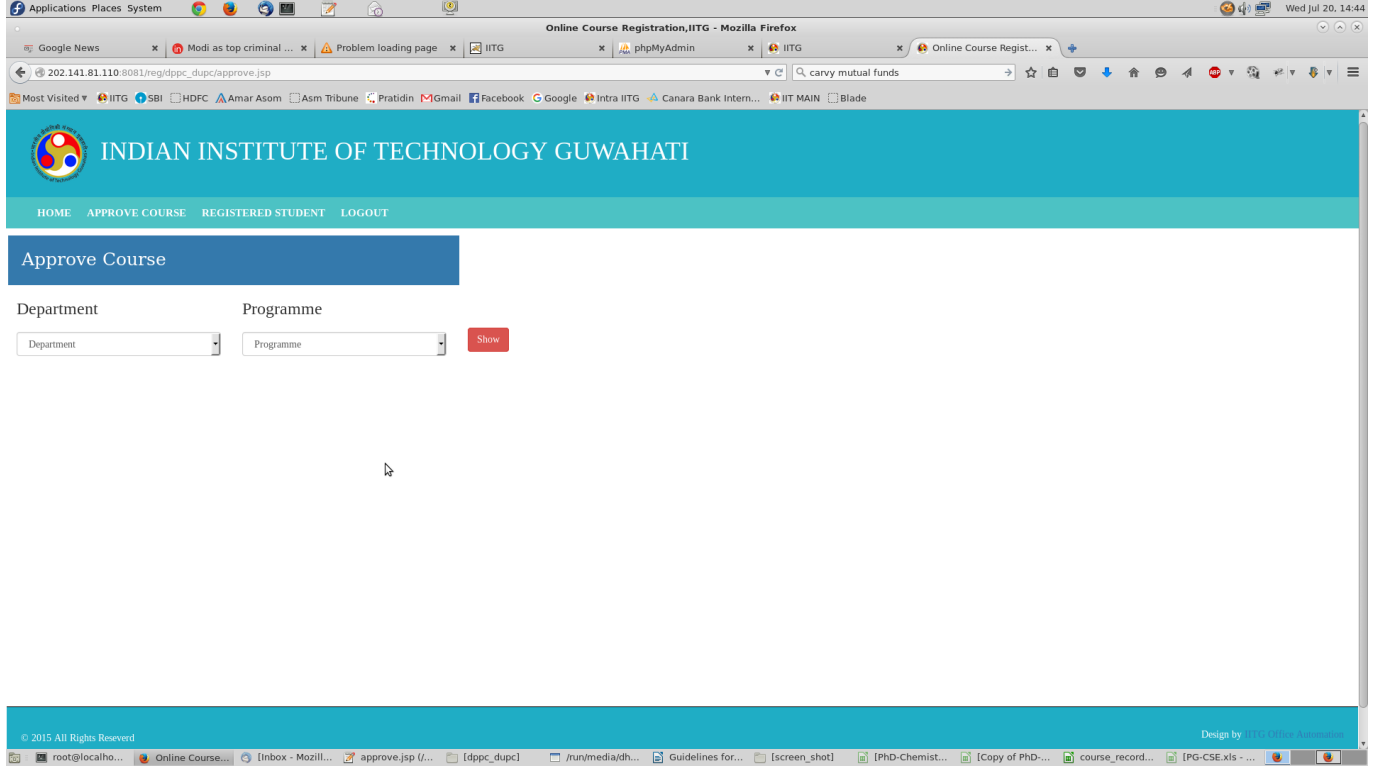 Applications Places System
Wed Jul 20, 14:44
Online Course Registration,IITG - Mozilla Firefox
Google News
Modi as top criminal ...
Problem loading page
IITG
phpMyAdmin
IITG
Online Course Regist...
202.141.81.110:8081/reg/dppc_dupc/approve.jsp
carvy mutual funds
Most Visited
IITG
SBI
HDFC
Amar Asom
Asm Tribune
Pratidin
Gmail
Facebook
Google
Intra IITG
Canara Bank Intern...
IIT MAIN
Blade
INDIAN INSTITUTE OF TECHNOLOGY GUWAHATI
HOME APPROVE COURSE REGISTERED STUDENT LOGOUT
Approve Course
Department Programme
Department Programme Show
© 2015 All Rights Reseverd
Design by IITG Office Automation
root@localho...
Online Course...
[Inbox - Mozill...
approve.jsp (/...
[dppc_dupc]
/run/media/dh...
Guidelines for...
[screen_shot]
[PhD-Chemist...
[Copy of PhD-...
course_record...
[PG-CSE.xls - ...